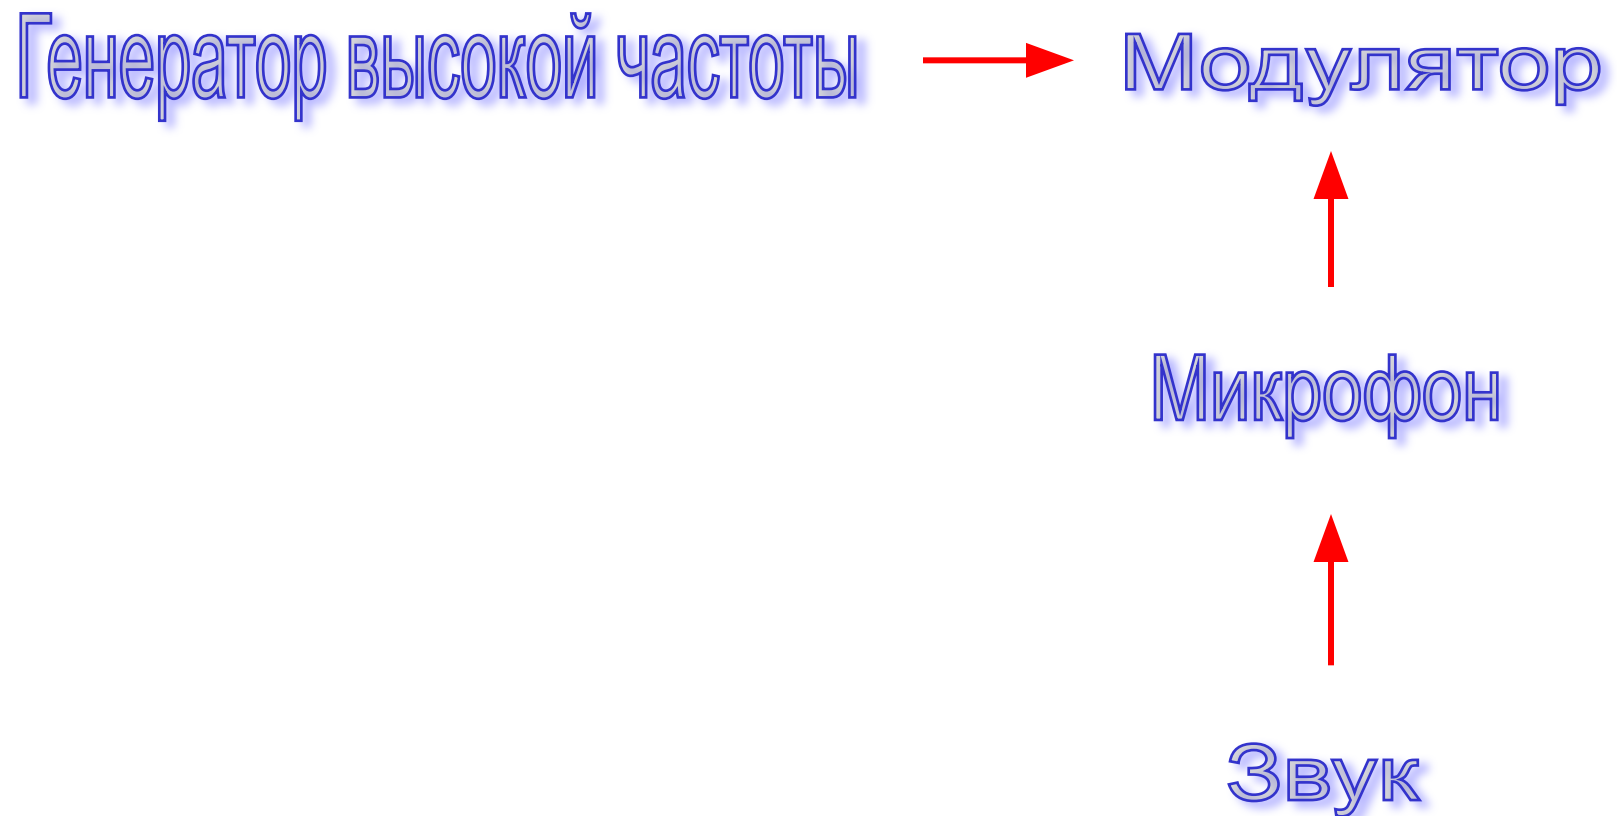 Генератор высокой частоты
Модулятор
Микрофон
Звук